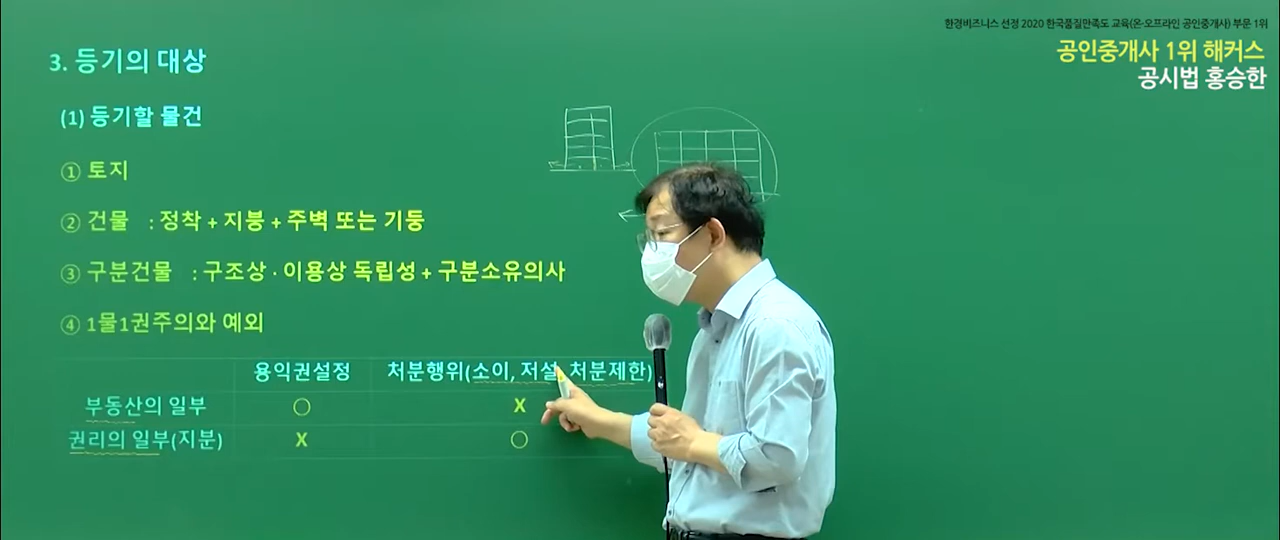 한경비즈니스 선정 2020 한국품질만족도 교육(온·오프라인 공인중개사) 부문 1위
공인중개사 1위 해커스
공시법 홍승한
3. 등기의 대상
(1) 등기할 물건
① 토지
② 건물 : 정착 + 지붕 + 주벽 또는 기둥
③ 구분건물 : 구조상 · 이용상 독립성 + 구분소유의사
④ 1물1권주의와 예외
용익권설정 처분행위(소이, 저설, 처분제한)
부동산의 일부 ○ X
권리의 일부(지분) X ○